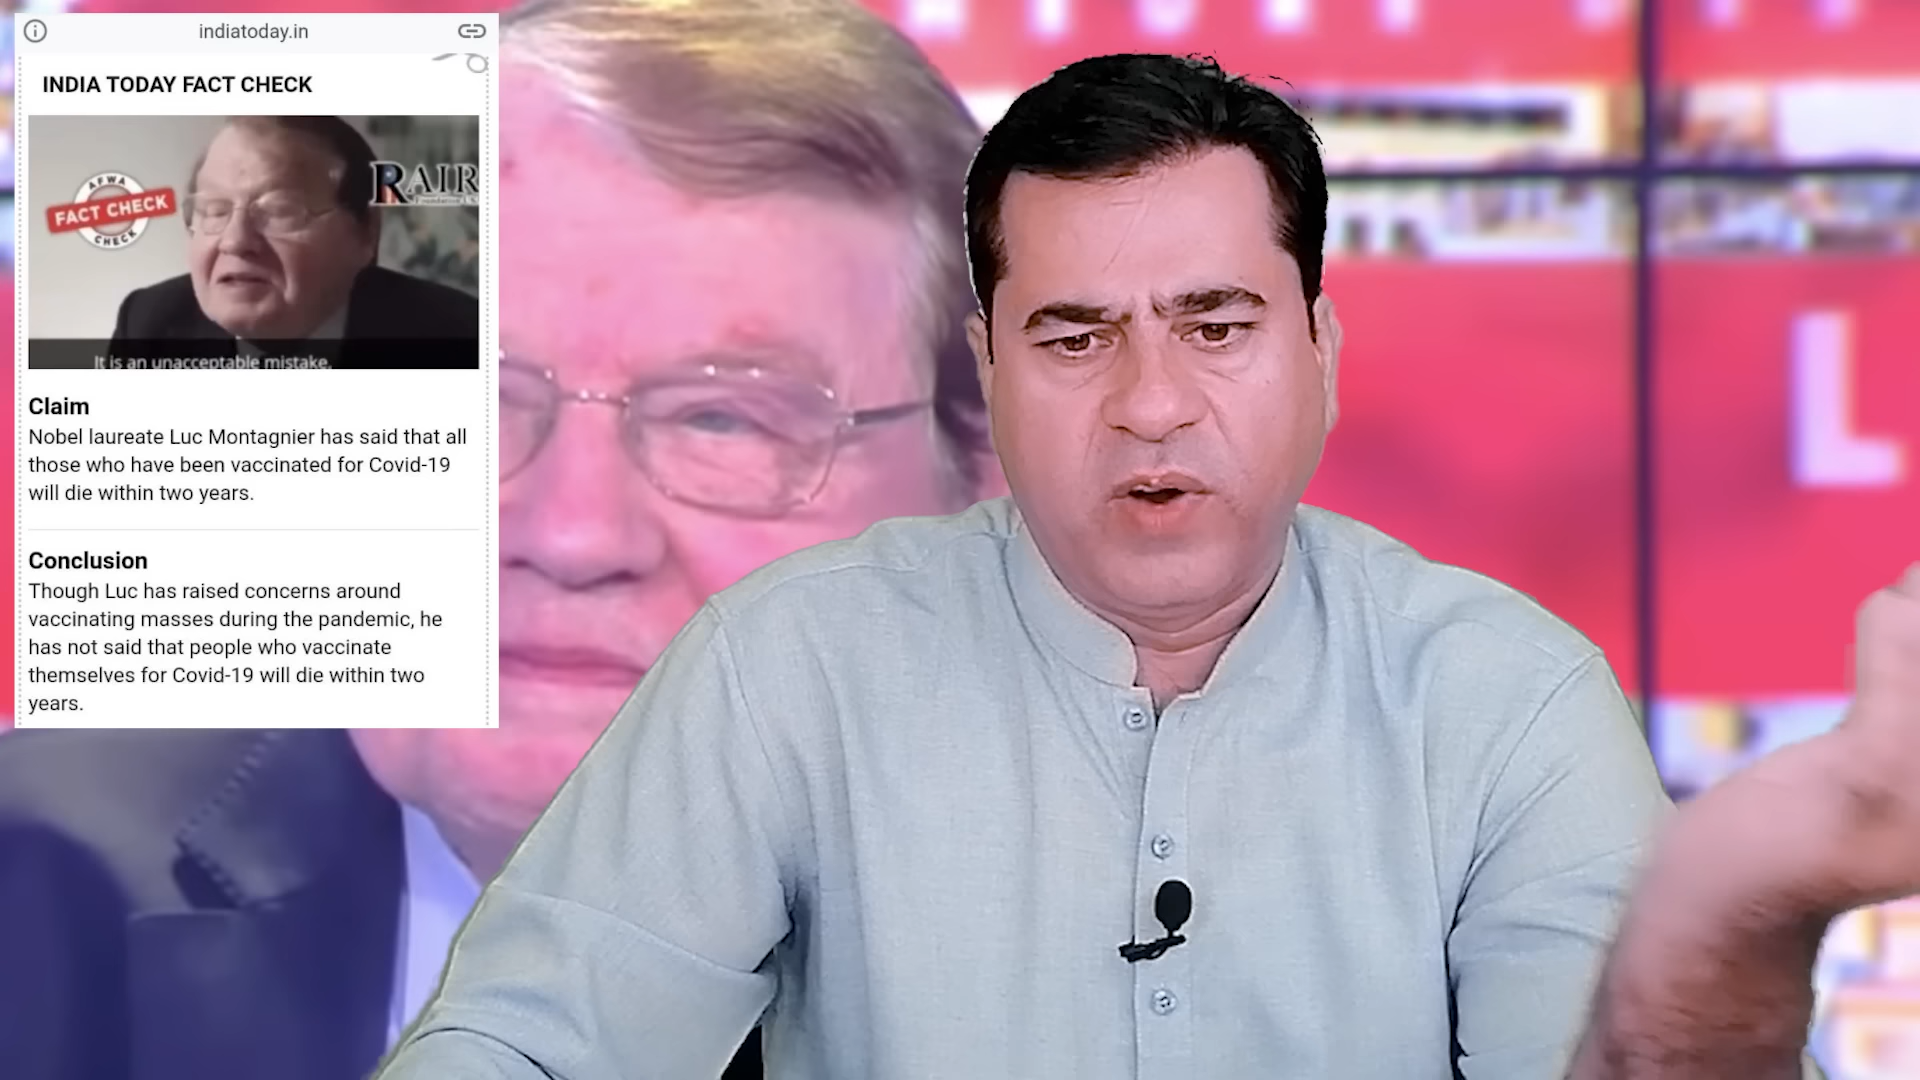 indiatoday.in
INDIA TODAY FACT CHECK
AFWA
FACT CHECK
CHECK
RAIR
It is an unacceptable mistake.
Claim
Nobel laureate Luc Montagnier has said that all
those who have been vaccinated for Covid-19
will die within two years.
Conclusion
Though Luc has raised concerns around
vaccinating masses during the pandemic, he
has not said that people who vaccinate
themselves for Covid-19 will die within two
years.
L